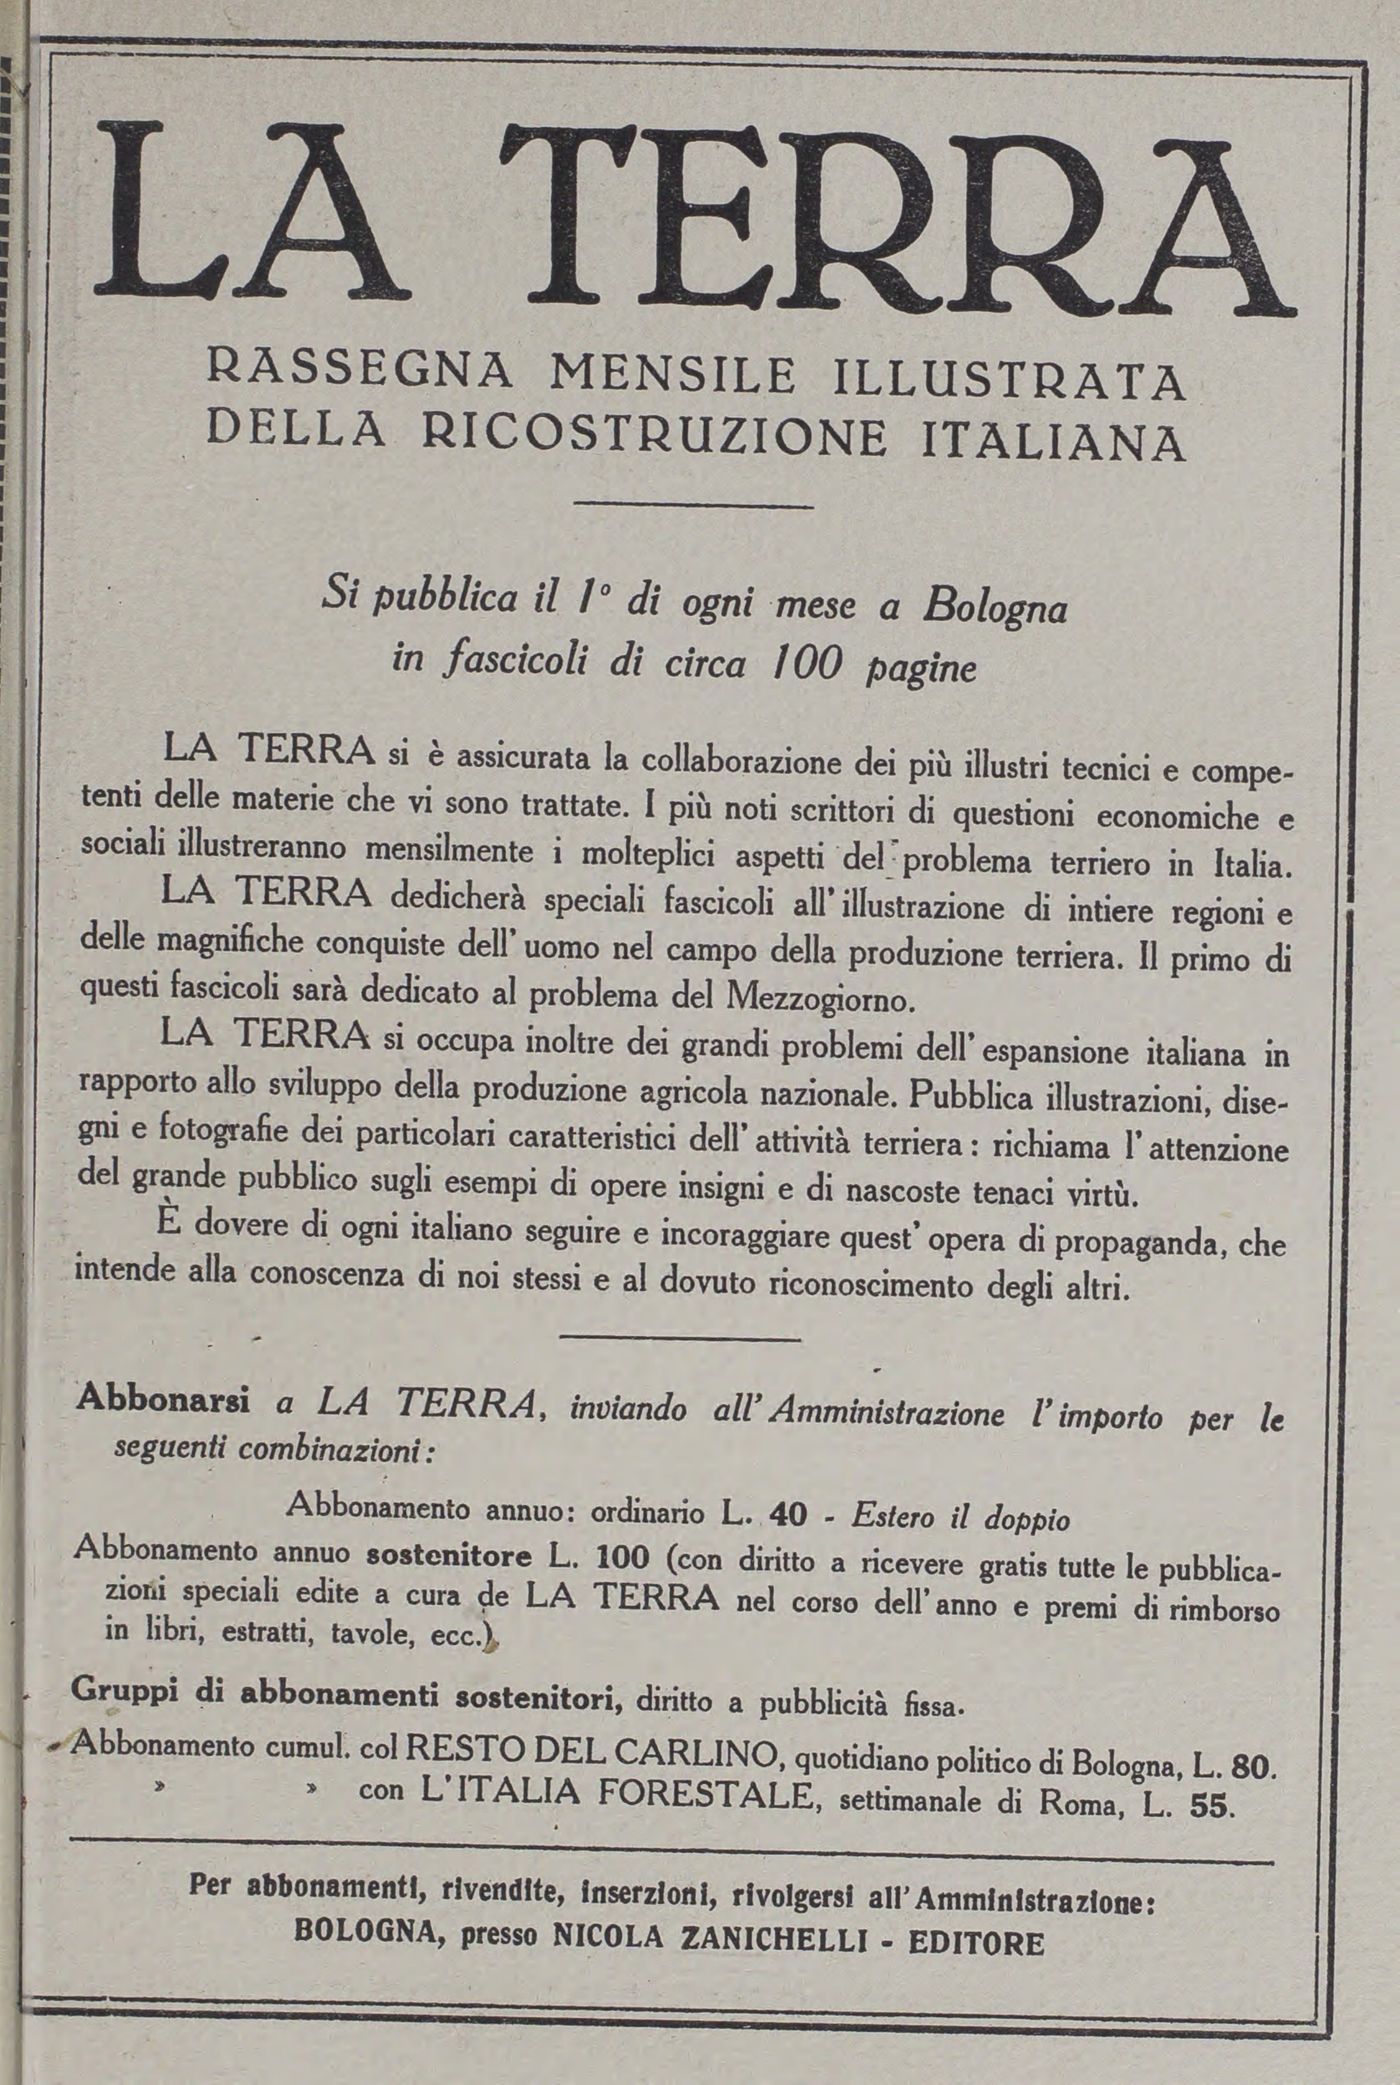 LA TERRA
RASSEGNA MENSILE ILLUSTRATA
DELLA RICOSTRUZIONE ITALIANA
Si pubblica il 1º di ogni mese a Bologna
in fascicoli di circa 100 pagine
LA TERRA si è assicurata la collaborazione dei più illustri tecnici e compe-
tenti delle materie che vi sono trattate. I più noti scrittori di questioni economiche e
sociali illustreranno mensilmente i molteplici aspetti del problema terriero in Italia.
LA TERRA dedicherà speciali fascicoli all' illustrazione di intiere regioni e
delle magnifiche conquiste dell' uomo nel campo della produzione terriera. Il primo di
questi fascicoli sarà dedicato al problema del Mezzogiorno.
LA TERRA si occupa inoltre dei grandi problemi dell' espansione italiana in
rapporto allo sviluppo della produzione agricola nazionale. Pubblica illustrazioni, dise-
gni e fotografie dei particolari caratteristici dell' attività terriera : richiama l' attenzione
del grande pubblico sugli esempi di opere insigni e di nascoste tenaci virtù.
È dovere di ogni italiano seguire e incoraggiare quest' opera di propaganda, che
intende alla conoscenza di noi stessi e al dovuto riconoscimento degli altri.
Abbonarsi a LA TERRA, inviando all' Amministrazione l' importo per le
seguenti combinazioni :
Abbonamento annuo: ordinario L. 40 - Estero il doppio
Abbonamento annuo sostenitore L. 100 (con diritto a ricevere gratis tutte le pubblica-
zioni speciali edite a cura de LA TERRA nel corso dell' anno e premi di rimborso
in libri, estratti, tavole, ecc.)
Gruppi di abbonamenti sostenitori, diritto a pubblicità fissa.
Abbonamento cumul. col RESTO DEL CARLINO, quotidiano politico di Bologna, L. 80.
» » con L'ITALIA FORESTALE, settimanale di Roma, L. 55.
Per abbonamenti, rivendite, inserzioni, rivolgersi all' Amministrazione:
BOLOGNA, presso NICOLA ZANICHELLI - EDITORE